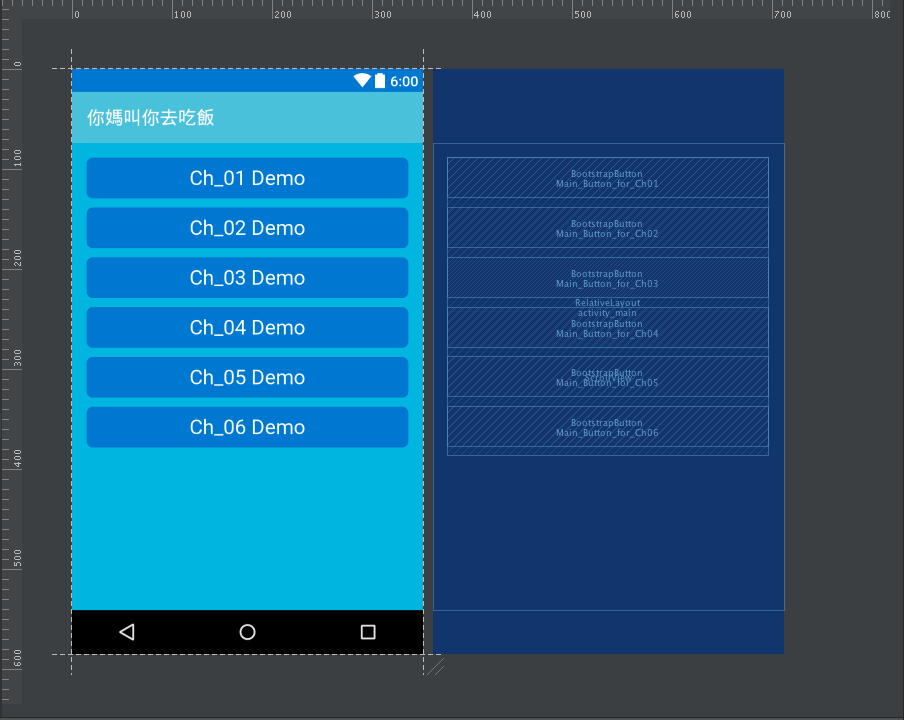 0 100 200 300 400 500 600 700 800
0
100
200
300
400
500
600
6:00
你媽叫你去吃飯
Ch_01 Demo
Ch_02 Demo
Ch_03 Demo
Ch_04 Demo
Ch_05 Demo
Ch_06 Demo
BootstrapButton
Main_Button_for_Ch01
BootstrapButton
Main_Button_for_Ch02
BootstrapButton
Main_Button_for_Ch03
RelativeLayout
activity_main
BootstrapButton
Main_Button_for_Ch04
BootstrapButton
Main_Button_for_Ch05
BootstrapButton
Main_Button_for_Ch06